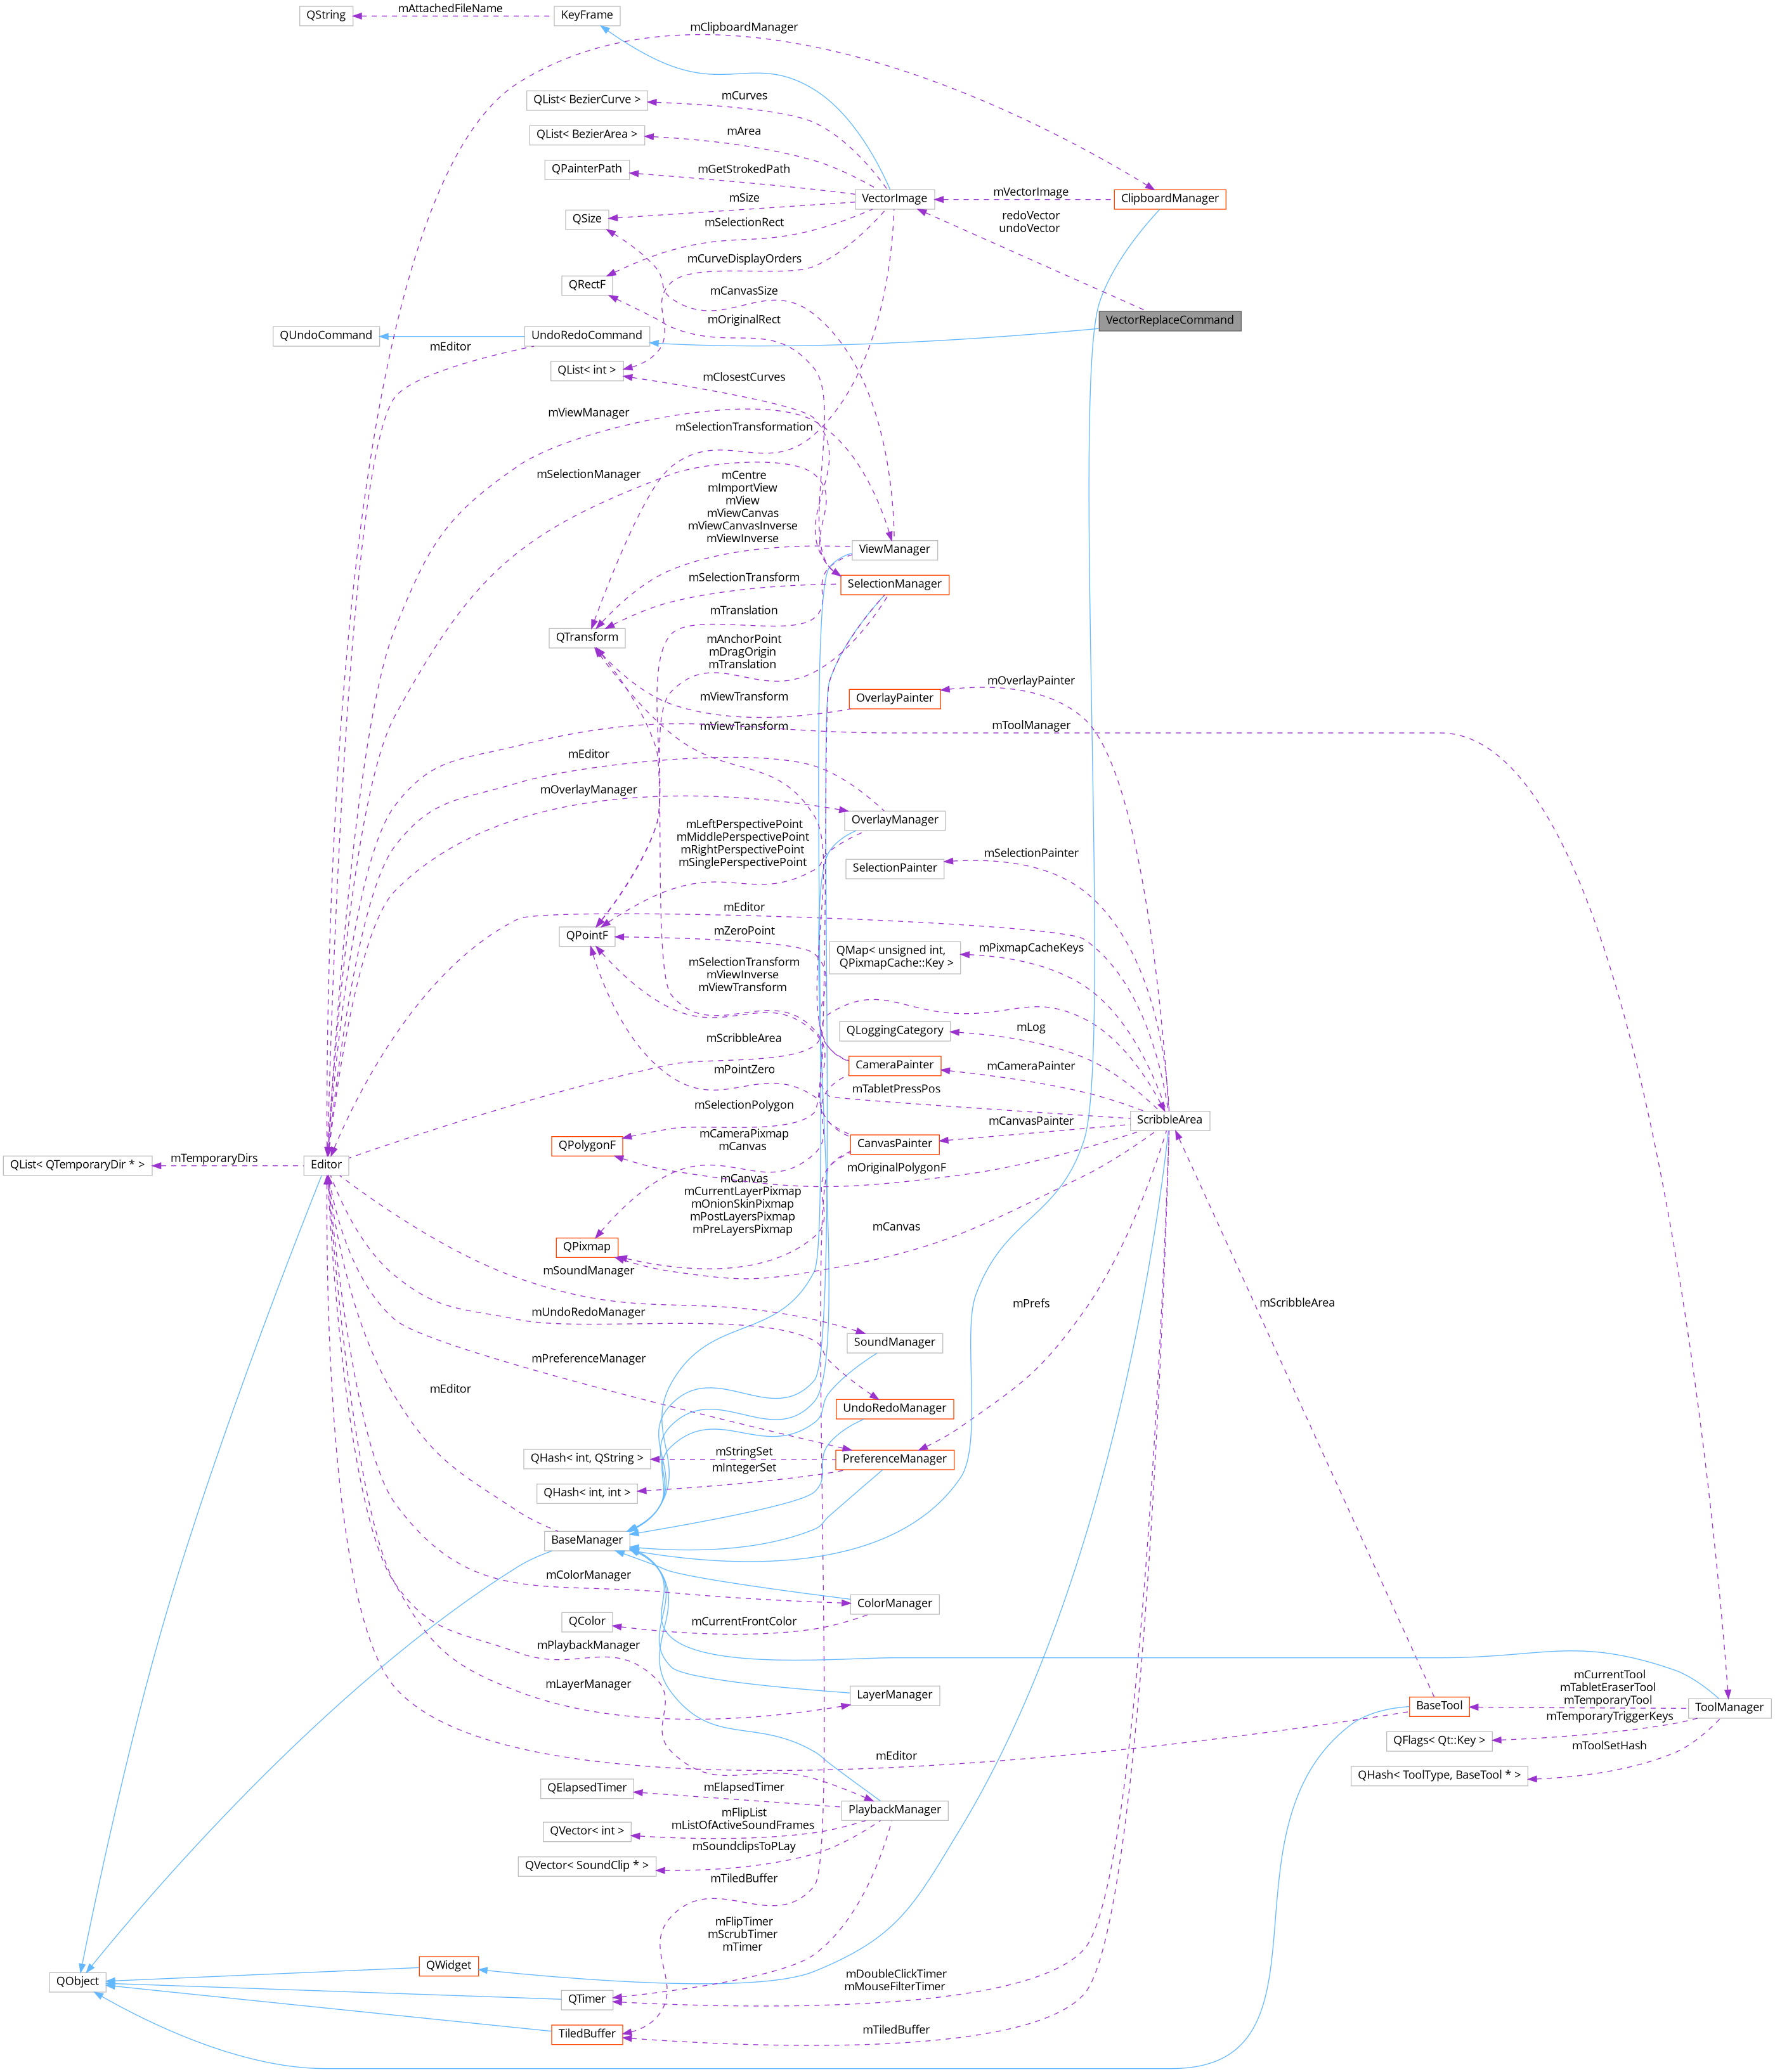 QString
mAttachedFileName
KeyFrame
mClipboardManager
QList< BezierCurve >
mCurves
QList< BezierArea >
mArea
QPainterPath
mGetStrokedPath
VectorImage
mVectorImage
ClipboardManager
QSize
mSize
mSelectionRect
redoVector
undoVector
mCurveDisplayOrders
QRectF
mCanvasSize
mOriginalRect
VectorReplaceCommand
QUndoCommand
UndoRedoCommand
mEditor
QList< int >
mClosestCurves
mViewManager
mSelectionTransformation
mSelectionManager
mCentre
mImportView
mView
mViewCanvas
mViewCanvasInverse
mViewInverse
ViewManager
mSelectionTransform
SelectionManager
mTranslation
QTransform
mAnchorPoint
mDragOrigin
mTranslation
mViewTransform
OverlayPainter
mOverlayPainter
mViewTransform
mToolManager
mEditor
mOverlayManager
OverlayManager
mLeftPerspectivePoint
mMiddlePerspectivePoint
mRightPerspectivePoint
mSinglePerspectivePoint
SelectionPainter
mSelectionPainter
mEditor
QPointF
mZeroPoint
QMap< unsigned int,
QPixmapCache::Key >
mPixmapCacheKeys
mSelectionTransform
mViewInverse
mViewTransform
QLoggingCategory
mLog
mScribbleArea
CameraPainter
mCameraPainter
mPointZero
mTabletPressPos
mSelectionPolygon
ScribbleArea
mCanvasPainter
QPolygonF
mCameraPixmap
mCanvas
CanvasPainter
QList< QTemporaryDir * >
mTemporaryDirs
Editor
mOriginalPolygonF
mCanvas
mCurrentLayerPixmap
mOnionSkinPixmap
mPostLayersPixmap
mPreLayersPixmap
mCanvas
QPixmap
mSoundManager
mPrefs
mScribbleArea
mUndoRedoManager
SoundManager
mPreferenceManager
mEditor
UndoRedoManager
QHash< int, QString >
mStringSet
PreferenceManager
mIntegerSet
QHash< int, int >
BaseManager
mColorManager
ColorManager
QColor
mCurrentFrontColor
mPlaybackManager
mLayerManager
LayerManager
BaseTool
mCurrentTool
mTabletEraserTool
mTemporaryTool
ToolManager
mTemporaryTriggerKeys
QFlags< Qt::Key >
mToolSetHash
QHash< ToolType, BaseTool * >
mEditor
QElapsedTimer
mElapsedTimer
PlaybackManager
mFlipList
mListOfActiveSoundFrames
QVector< int >
mSoundclipsToPLay
QVector< SoundClip * >
mTiledBuffer
mFlipTimer
mScrubTimer
mTimer
QWidget
QObject
QTimer
mDoubleClickTimer
mMouseFilterTimer
TiledBuffer
mTiledBuffer